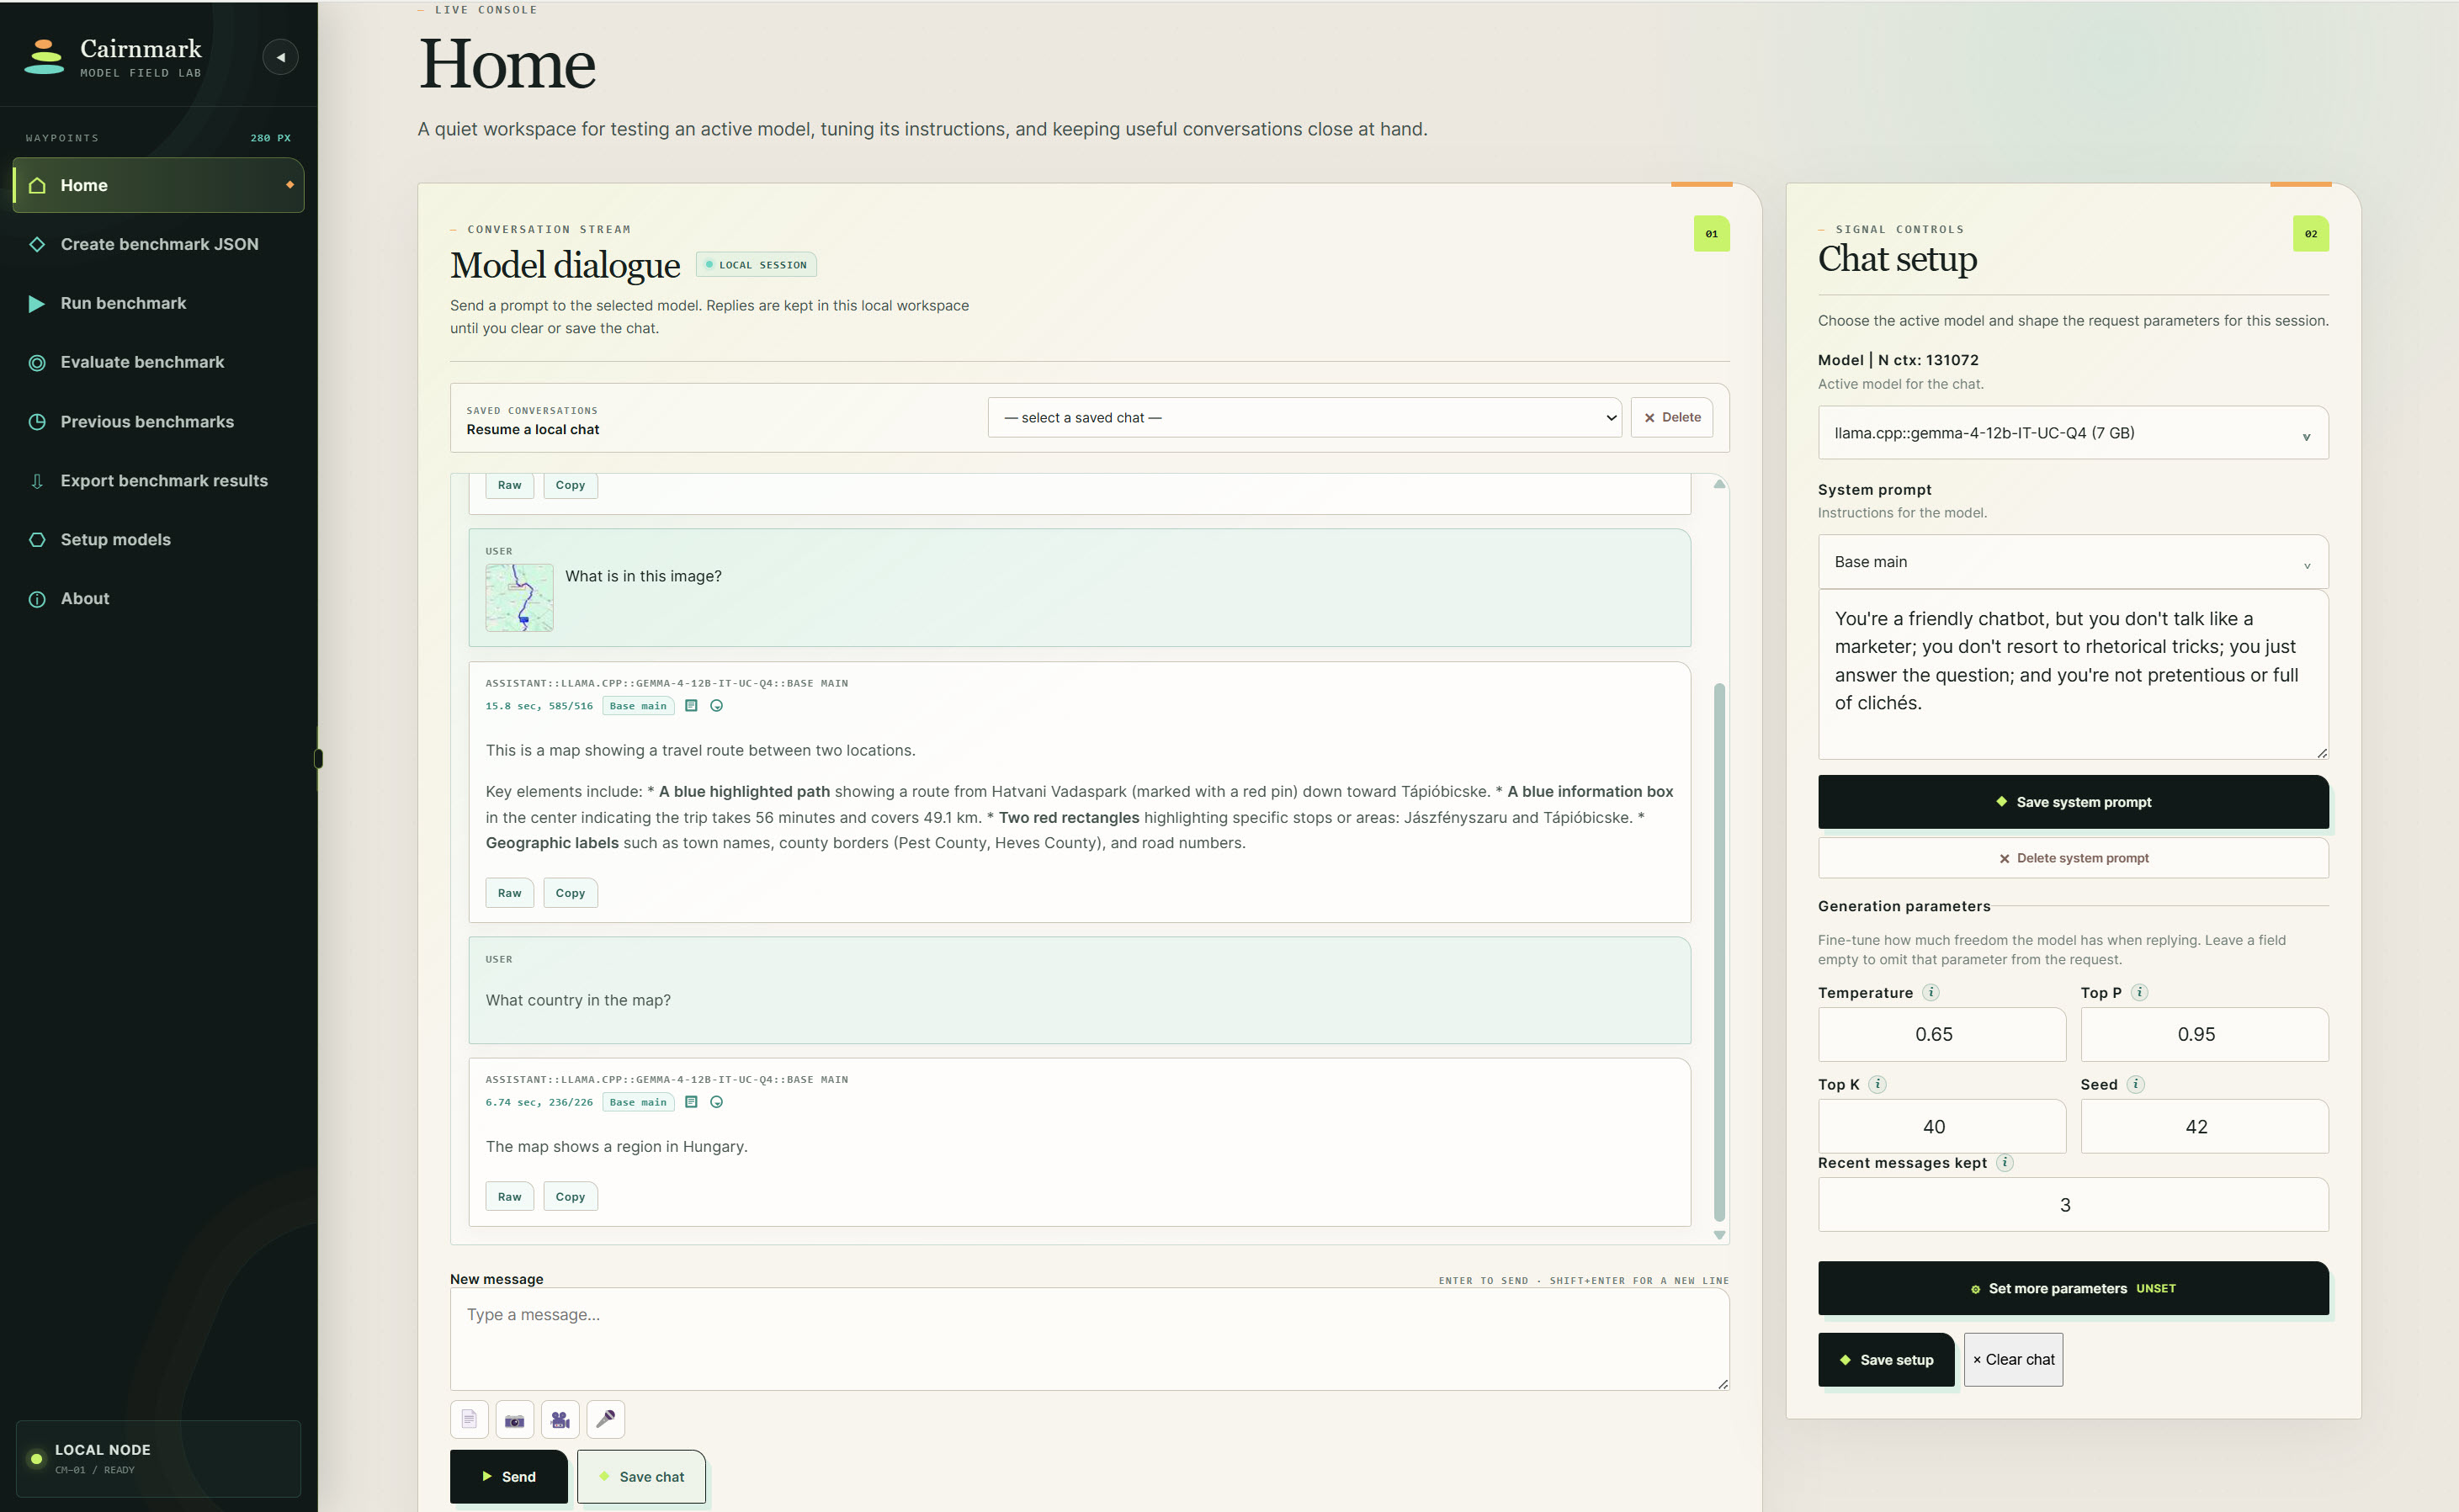 Cairnmark
MODEL FIELD LAB
WAYPOINTS
280 PX
Home
Create benchmark JSON
Run benchmark
Evaluate benchmark
Previous benchmarks
Export benchmark results
Setup models
About
LOCAL NODE
CM-01 / READY
— LIVE CONSOLE
Home
A quiet workspace for testing an active model, tuning its instructions, and keeping useful conversations close at hand.
— CONVERSATION STREAM
01
Model dialogue
LOCAL SESSION
Send a prompt to the selected model. Replies are kept in this local workspace
until you clear or save the chat.
SAVED CONVERSATIONS
Resume a local chat
— select a saved chat —
× Delete
Raw
Copy
USER
What is in this image?
ASSISTANT::LLAMA.CPP::GEMMA-4-12B-IT-UC-Q4::BASE MAIN
15.8 sec, 585/516
Base main
This is a map showing a travel route between two locations.
Key elements include: * A blue highlighted path showing a route from Hatvani Vadaspark (marked with a red pin) down toward Tápióbicske. * A blue information box
in the center indicating the trip takes 56 minutes and covers 49.1 km. * Two red rectangles highlighting specific stops or areas: Jászfényszaru and Tápióbicske. *
Geographic labels such as town names, county borders (Pest County, Heves County), and road numbers.
Raw
Copy
USER
What country in the map?
ASSISTANT::LLAMA.CPP::GEMMA-4-12B-IT-UC-Q4::BASE MAIN
6.74 sec, 236/226
Base main
The map shows a region in Hungary.
Raw
Copy
New message
ENTER TO SEND · SHIFT+ENTER FOR A NEW LINE
Type a message...
Send
Save chat
— SIGNAL CONTROLS
02
Chat setup
Choose the active model and shape the request parameters for this session.
Model | N ctx: 131072
Active model for the chat.
llama.cpp::gemma-4-12b-IT-UC-Q4 (7 GB)
System prompt
Instructions for the model.
Base main
You're a friendly chatbot, but you don't talk like a
marketer; you don't resort to rhetorical tricks; you just
answer the question; and you're not pretentious or full
of clichés.
Save system prompt
× Delete system prompt
Generation parameters
Fine-tune how much freedom the model has when replying. Leave a field
empty to omit that parameter from the request.
Temperature i
Top P i
0.65
0.95
Top K i
Seed i
40
42
Recent messages kept i
3
Set more parameters UNSET
Save setup
× Clear chat